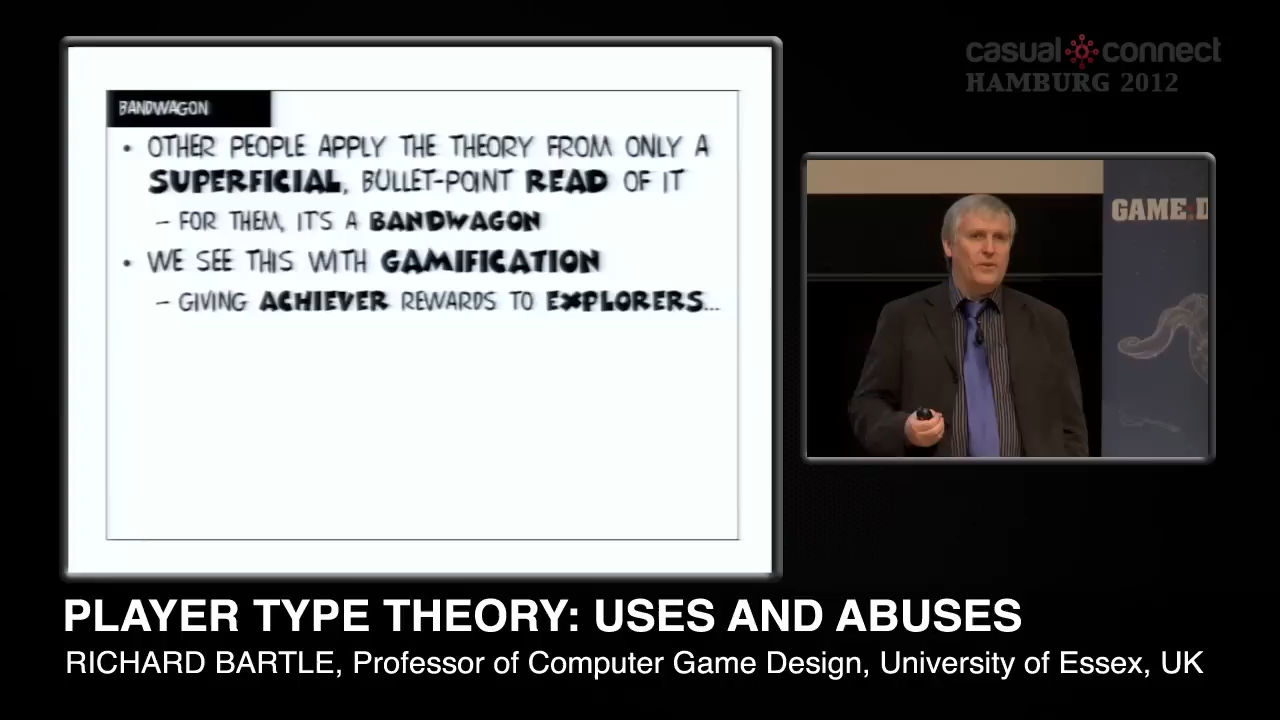 casual connect
HAMBURG 2012
BANDWAGON
• OTHER PEOPLE APPLY THE THEORY FROM ONLY A
SUPERFICIAL, BULLET-POINT READ OF IT
– FOR THEM, IT'S A BANDWAGON
• WE SEE THIS WITH GAMIFICATION
– GIVING ACHIEVER REWARDS TO EXPLORERS...
GAME:D
PLAYER TYPE THEORY: USES AND ABUSES
RICHARD BARTLE, Professor of Computer Game Design, University of Essex, UK